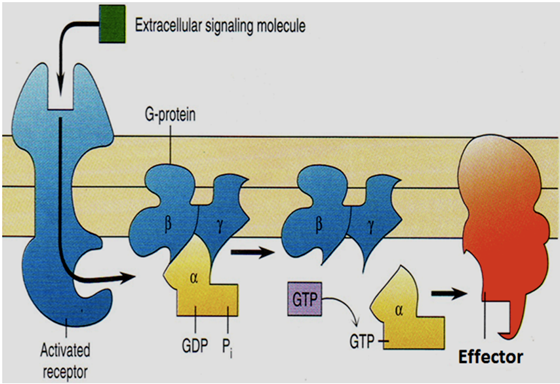 Extracellular signaling molecule
G-protein
β
γ
β
γ
α
GTP
α
GTP
GDP
Pi
Activated
receptor
Effector